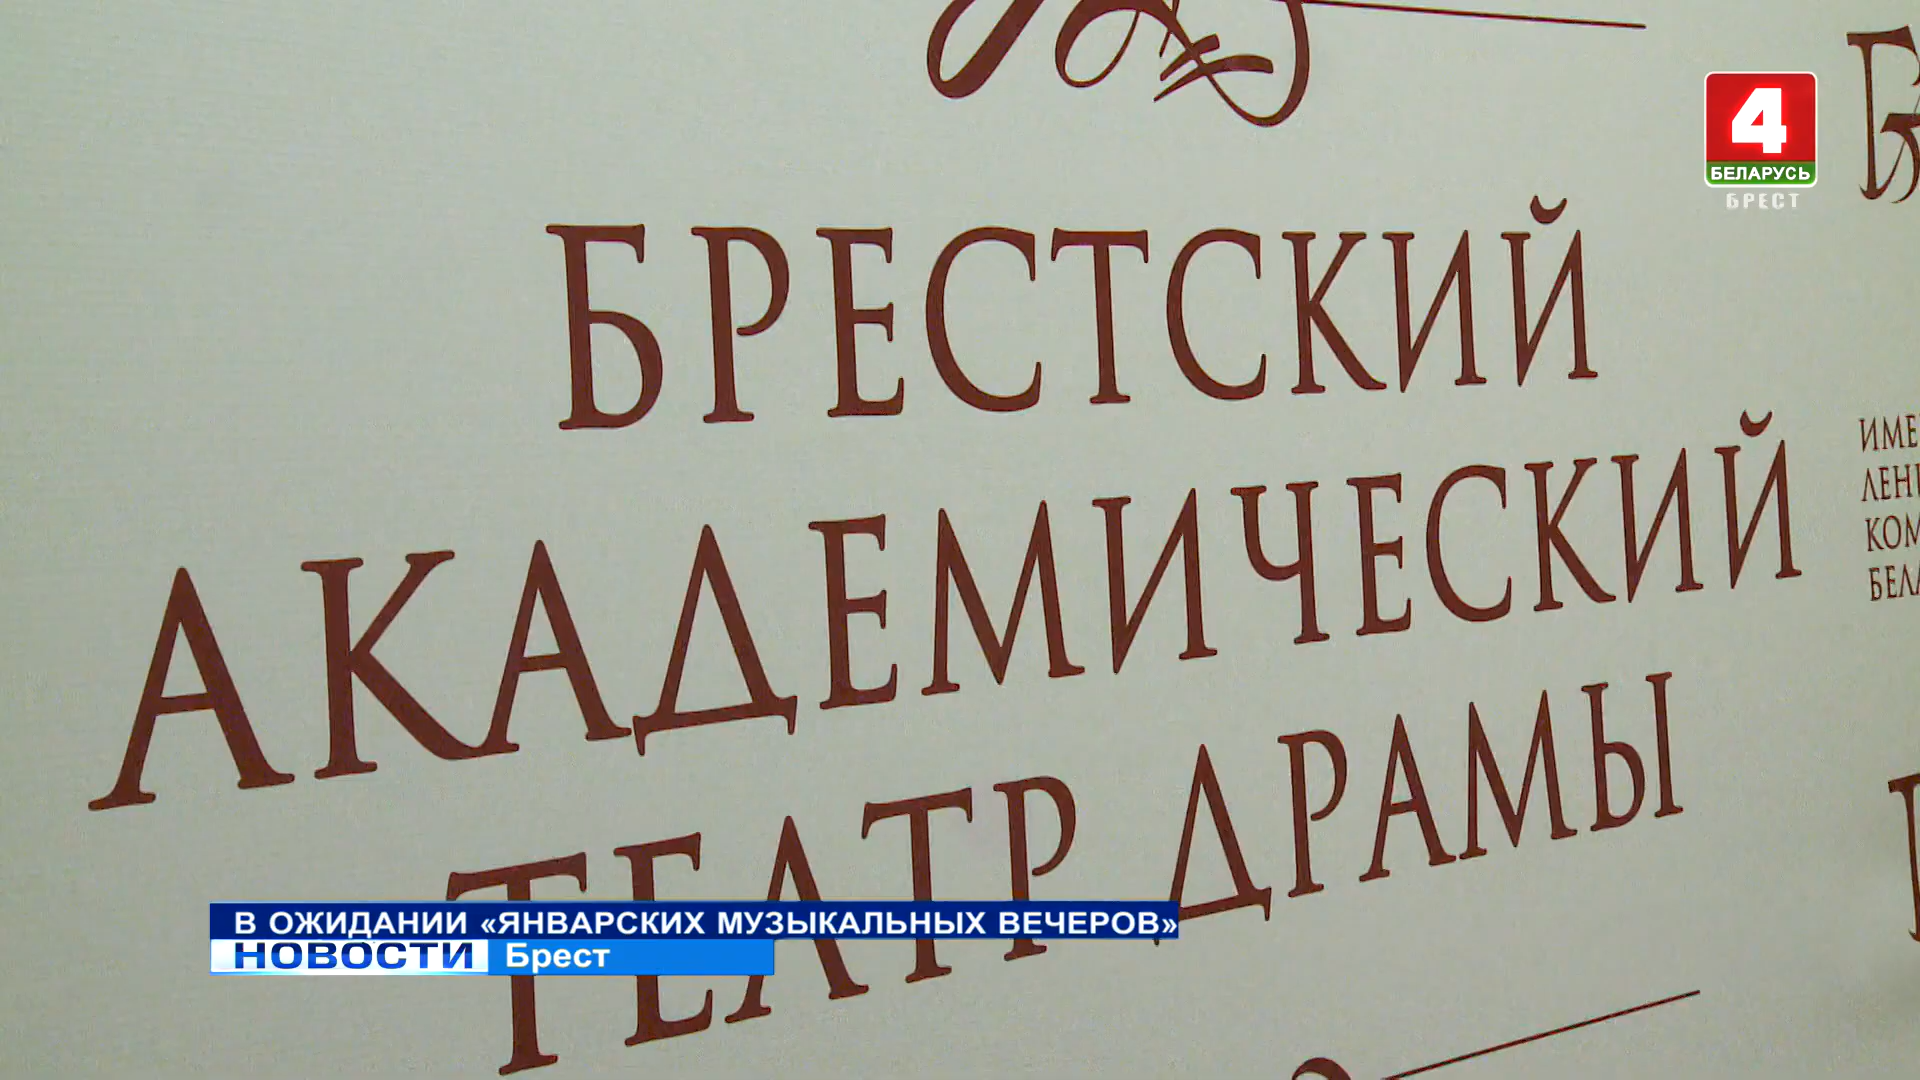 4
БЕЛАРУСЬ
БРЕСТ
БРЕСТСКИЙ
АКАДЕМИЧЕСКИЙ
ТЕАТР ДРАМЫ
В ОЖИДАНИИ «ЯНВАРСКИХ МУЗЫКАЛЬНЫХ ВЕЧЕРОВ»
НОВОСТИ Брест